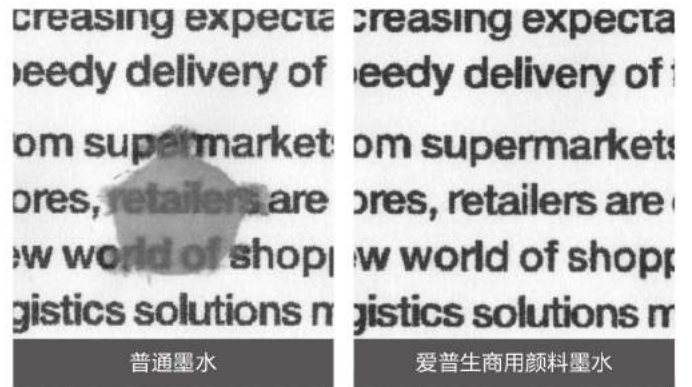 creasing expecta
peedy delivery of
om supermarkets
ores, retailers are
ew world of shopp
gistics solutions m
普通墨水
creasing expecta
eedy delivery of
om supermarkets
ores, retailers are
w world of shopp
gistics solutions m
爱普生商用颜料墨水